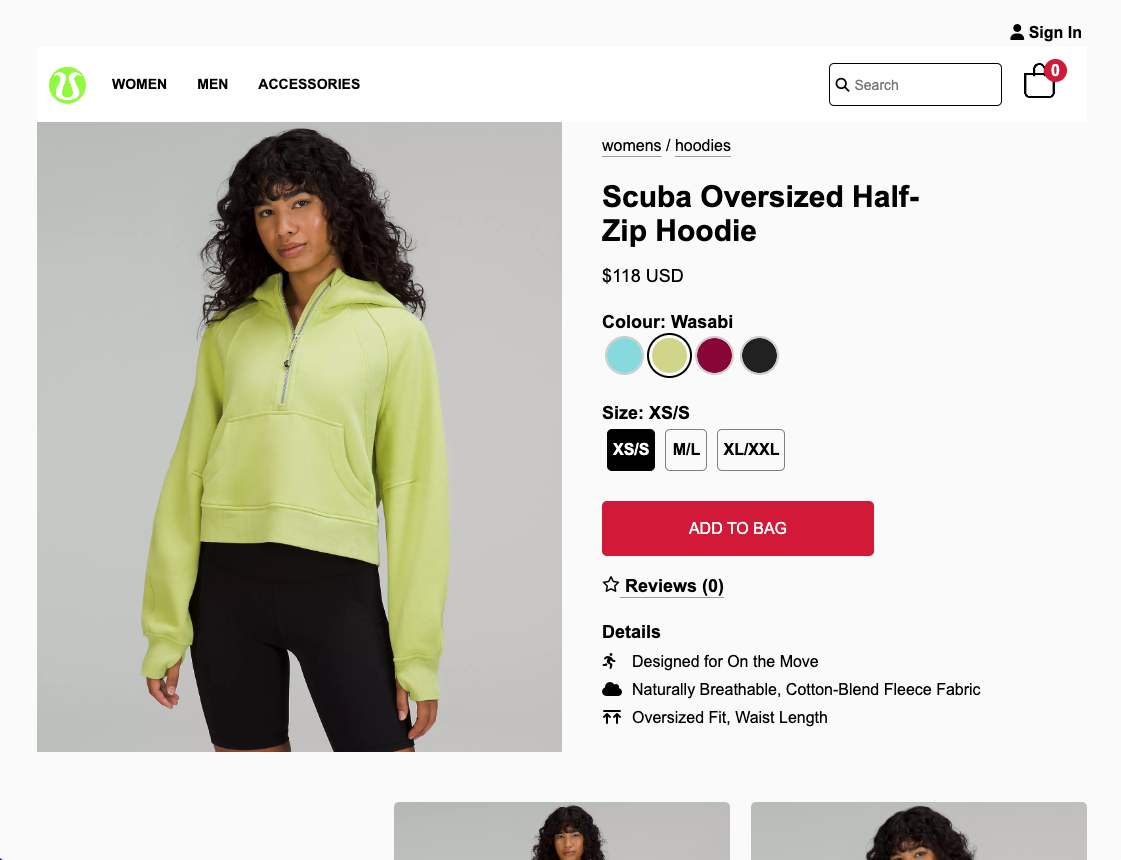 Sign In
WOMEN MEN ACCESSORIES Search 0
womens / hoodies
Scuba Oversized Half-
Zip Hoodie
$118 USD
Colour: Wasabi
Size: XS/S
XS/S M/L XL/XXL
ADD TO BAG
Reviews (0)
Details
Designed for On the Move
Naturally Breathable, Cotton-Blend Fleece Fabric
Oversized Fit, Waist Length